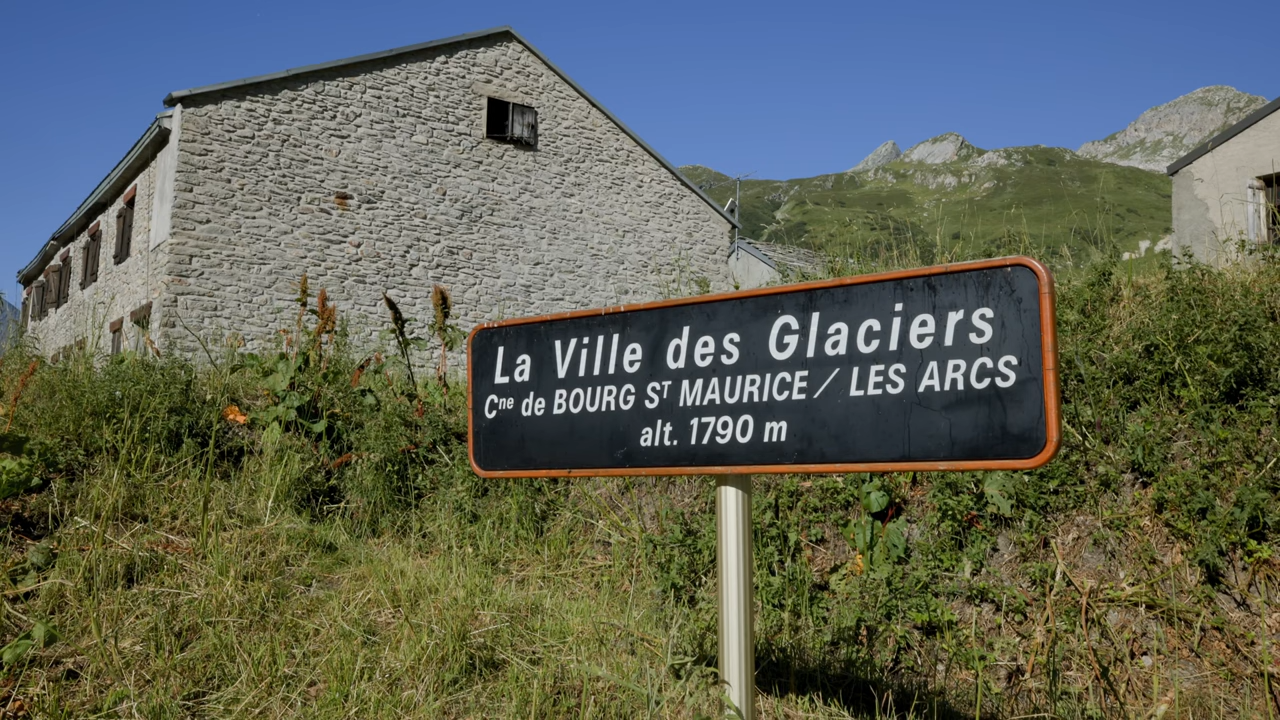 La Ville des Glaciers
Cne de BOURG ST MAURICE / LES ARCS
alt. 1790 m